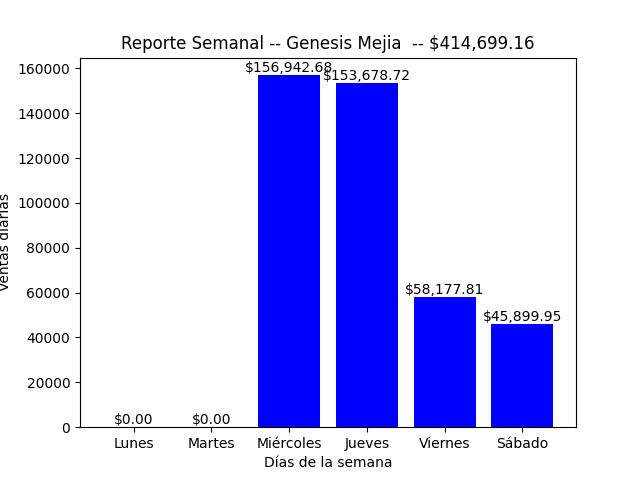 Reporte Semanal -- Genesis Mejia  -- $414,699.16
Ventas diarias
160000
140000
120000
100000
80000
60000
40000
20000
0
$0.00
$0.00
$156,942.68
$153,678.72
$58,177.81
$45,899.95
Lunes
Martes
Miércoles
Jueves
Viernes
Sábado
Días de la semana